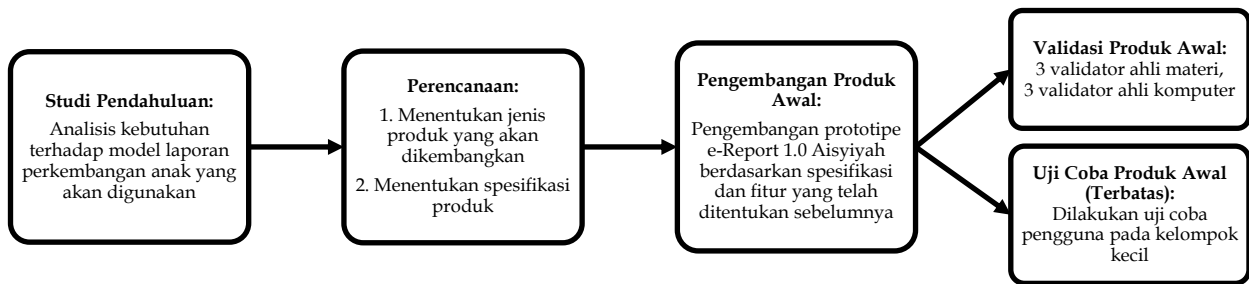 Studi Pendahuluan:
Analisis kebutuhan
terhadap model laporan
perkembangan anak yang
akan digunakan
Perencanaan:
1. Menentukan jenis
produk yang akan
dikembangkan
2. Menentukan spesifikasi
produk
Pengembangan Produk
Awal:
Pengembangan prototipe
e-Report 1.0 Aisyiyah
berdasarkan spesifikasi
dan fitur yang telah
ditentukan sebelumnya
Validasi Produk Awal:
3 validator ahli materi,
3 validator ahli komputer
Uji Coba Produk Awal
(Terbatas):
Dilakukan uji coba
pengguna pada kelompok
kecil